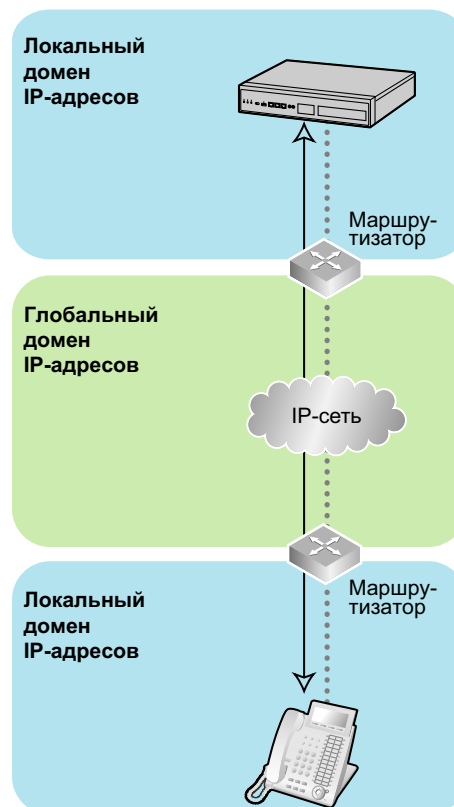 Локальный
домен
IP-адресов
Маршру-
тизатор
Глобальный
домен
IP-адресов
IP-сеть
Маршру-
тизатор
Локальный
домен
IP-адресов